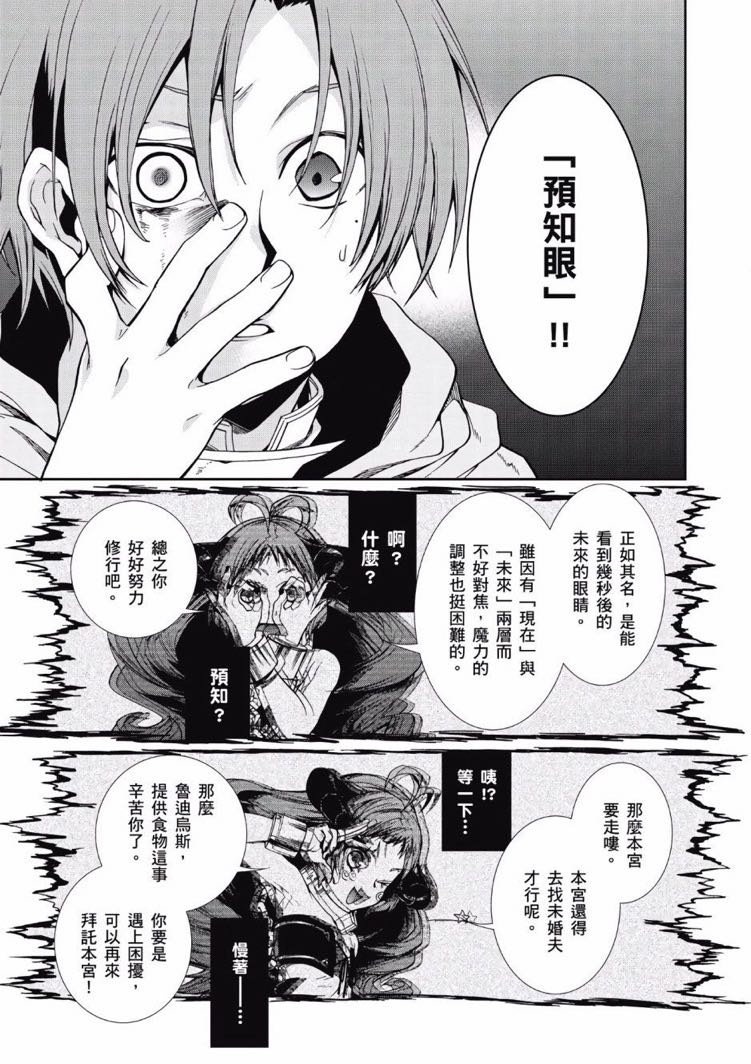 「預知眼」!!
正如其名，是能
看到幾秒後的
未來的眼睛。
雖因有「現在」與
「未來」兩層而
不好對焦，魔力的
調整也挺困難的。
啊？
什麼？
總之你
好好努力
修行吧。
預知？
那麼本宮
要走嘍。
本宮還得
去找未婚夫
才行呢。
咦!?
等一下…
那麼
魯迪烏斯，
提供食物這事
辛苦你了。
你要是
遇上困擾，
可以再來
拜託本宮！
慢著——…